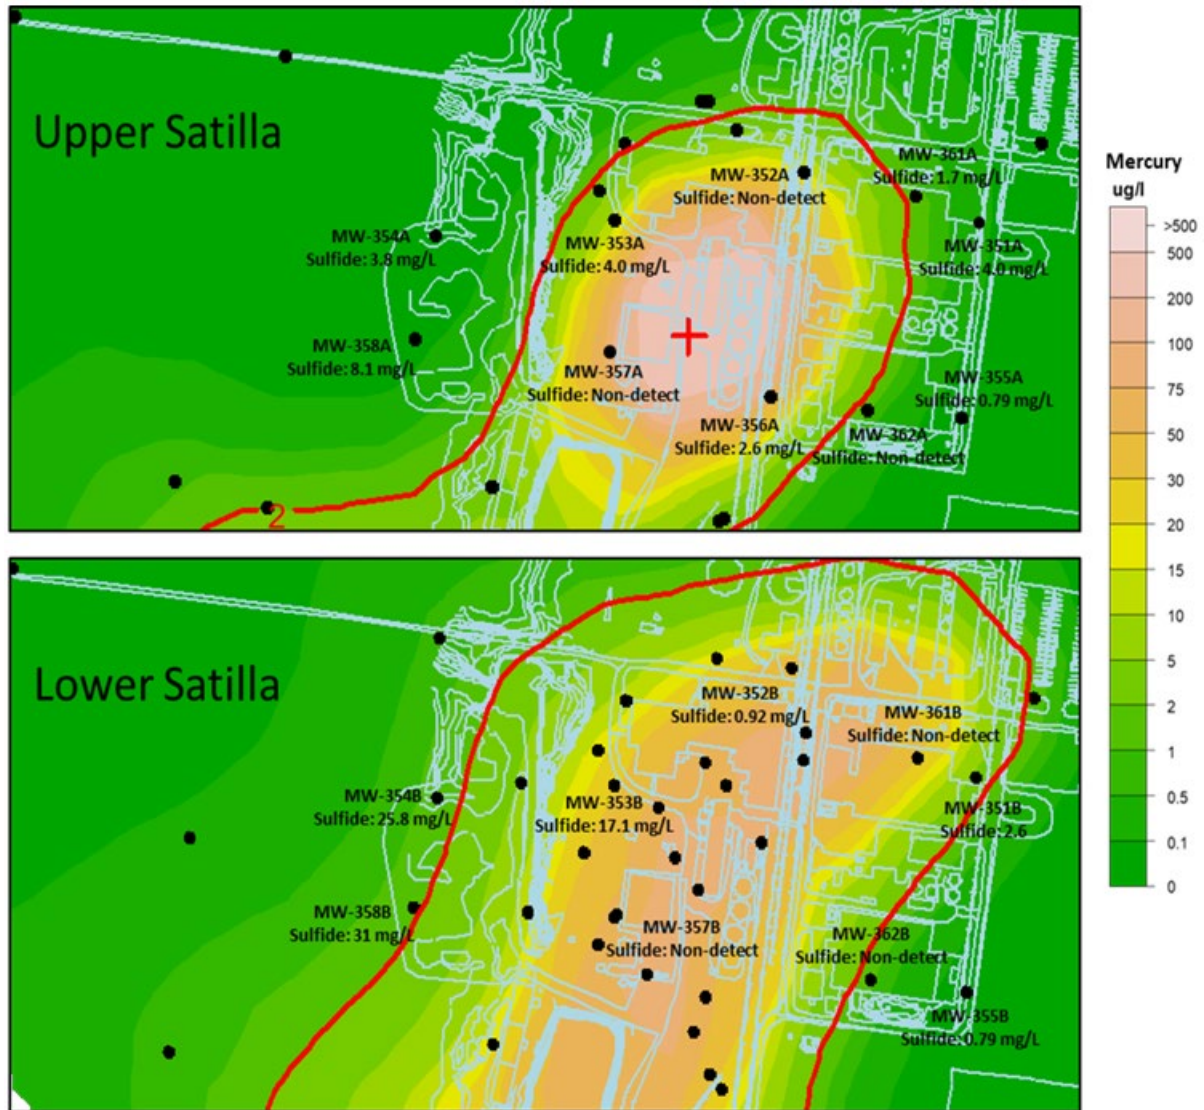 Upper Satilla
MW-352A
Sulfide: Non-detect
MW-361A
Sulfide: 1.7 mg/L
MW-354A
Sulfide: 3.8 mg/L
MW-353A
Sulfide: 4.0 mg/L
MW-351A
Sulfide: 4.0 mg/L
MW-358A
Sulfide: 8.1 mg/L
MW-357A
Sulfide: Non-detect
MW-355A
Sulfide: 0.79 mg/L
MW-356A
Sulfide: 2.6 mg/L
MW-362A
Sulfide: Non-detect
2
Lower Satilla
MW-352B
Sulfide: 0.92 mg/L
MW-361B
Sulfide: Non-detect
MW-354B
Sulfide: 25.8 mg/L
MW-353B
Sulfide: 17.1 mg/L
MW-351B
Sulfide: 2.6
MW-358B
Sulfide: 31 mg/L
MW-357B
Sulfide: Non-detect
MW-362B
Sulfide: Non-detect
MW-355B
Sulfide: 0.79 mg/L
Mercury
ug/l
>500
500
200
100
75
50
30
20
15
10
5
2
1
0.5
0.1
0